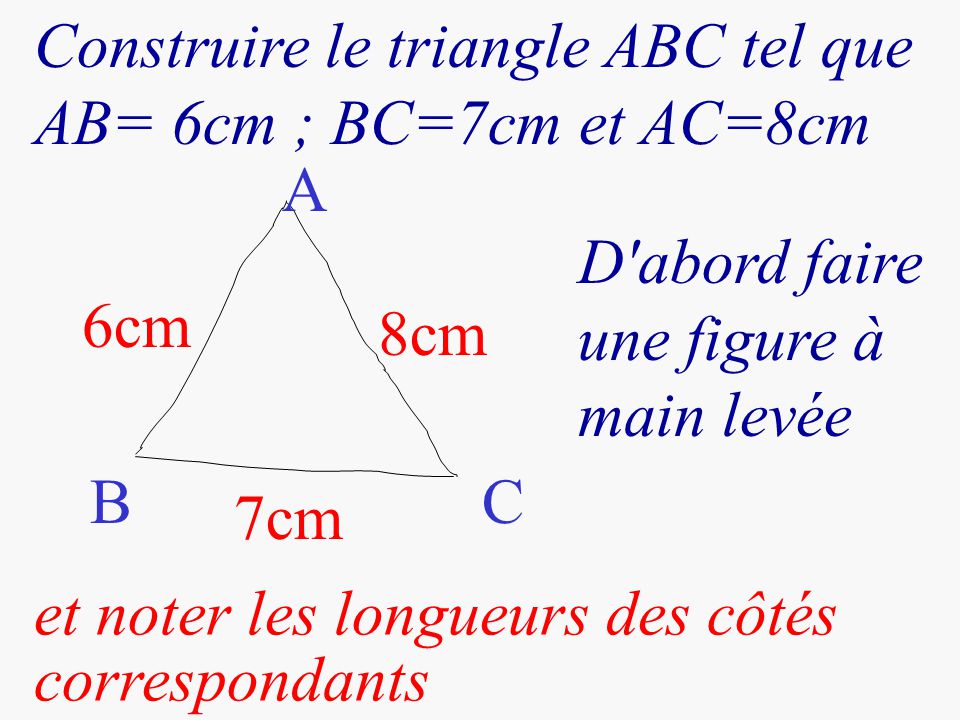 Construire le triangle ABC tel que
AB= 6cm ; BC=7cm et AC=8cm
A
D'abord faire
une figure à
main levée
6cm
8cm
B
C
7cm
et noter les longueurs des côtés
correspondants